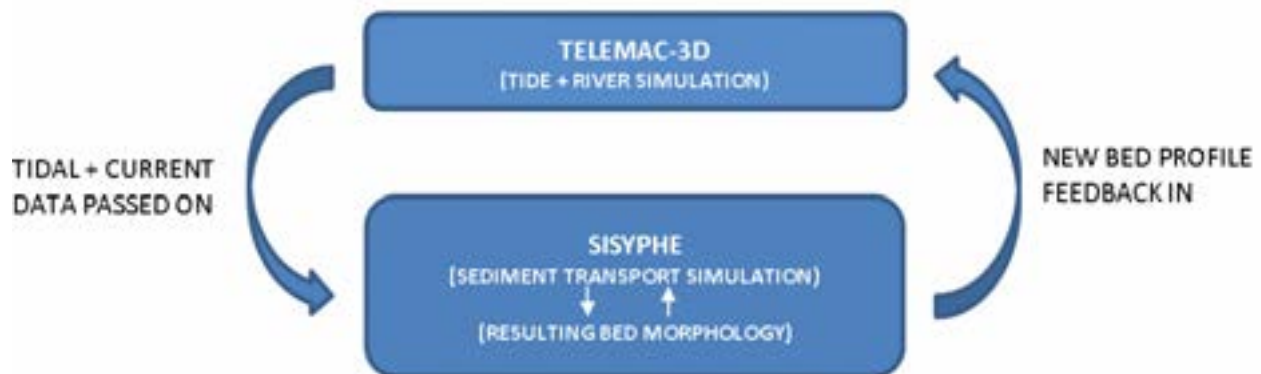 TELEMAC-3D
(TIDE + RIVER SIMULATION)
TIDAL + CURRENT
DATA PASSED ON
NEW BED PROFILE
FEEDBACK IN
SISYPHE
(SEDIMENT TRANSPORT SIMULATION)
(RESULTING BED MORPHOLOGY)